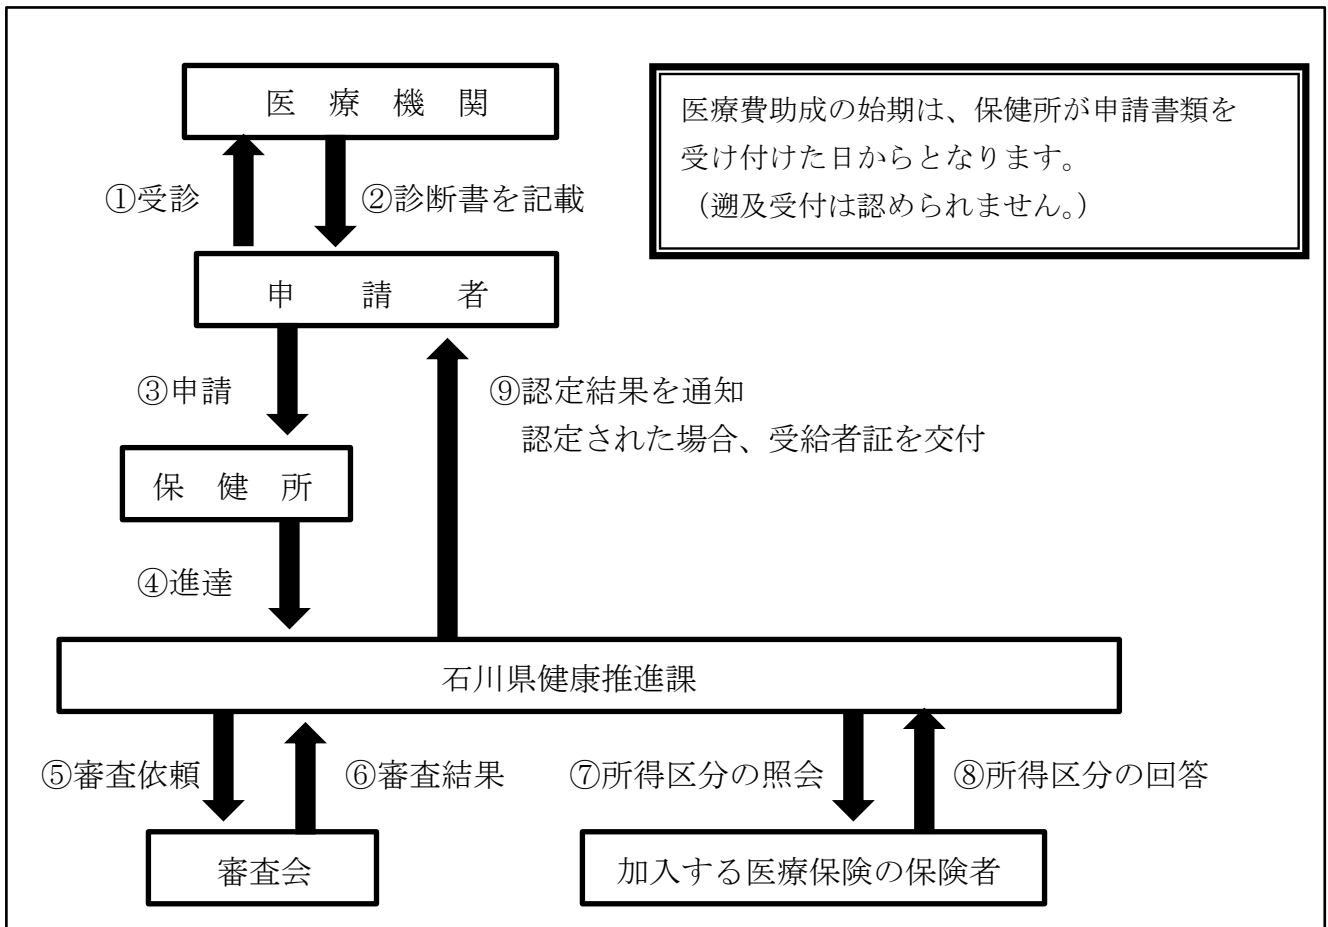 医療機関
医療費助成の始期は、保健所が申請書類を
受け付けた日からとなります。
（遡及受付は認められません。）
①受診
②診断書を記載
申請者
③申請
⑨認定結果を通知
認定された場合、受給者証を交付
保健所
④進達
石川県健康推進課
⑤審査依頼
⑥審査結果
⑦所得区分の照会
⑧所得区分の回答
審査会
加入する医療保険の保険者